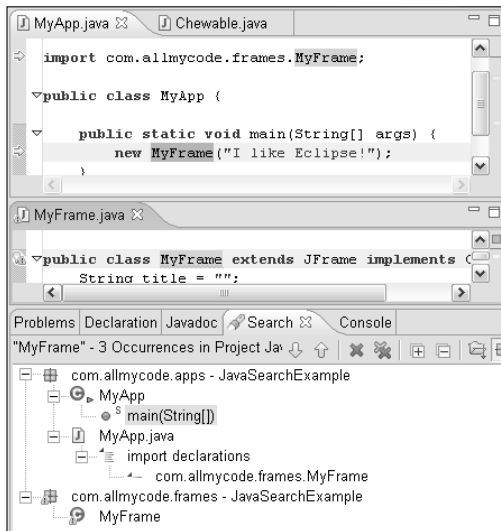 MyApp.java Chewable.java
import com.allmycode.frames.MyFrame;
public class MyApp {
public static void main(String[] args) {
new MyFrame("I like Eclipse!");
}
MyFrame.java
public class MyFrame extends JFrame implements
String title = "";
Problems Declaration Javadoc Search Console
"MyFrame" - 3 Occurrences in Project
com.allmycode.apps - JavaSearchExample
MyApp
S main(String[])
MyApp.java
import declarations
com.allmycode.frames.MyFrame
com.allmycode.frames - JavaSearchExample
MyFrame